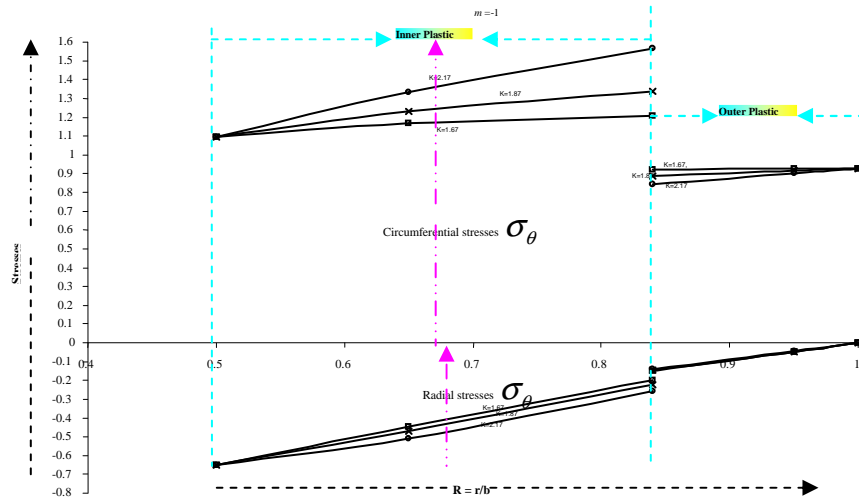 m =-1
Inner Plastic
1.6
1.5
1.4
1.3
1.2
1.1
1
0.9
0.8
0.7
0.6
0.5
0.4
0.3
0.2
0.1
0
-0.1
-0.2
-0.3
-0.4
-0.5
-0.6
-0.7
-0.8
K=2.17
K=1.87
K=1.67
Outer Plastic
K=1.67,
K=1.8
K=2.17
Circumferential stresses σθ
Stresses
0.4 0.5 0.6 0.7 0.8 0.9 1
Radial stresses σθ
K=1.67
K=1.87
K=2.17
R = r/b